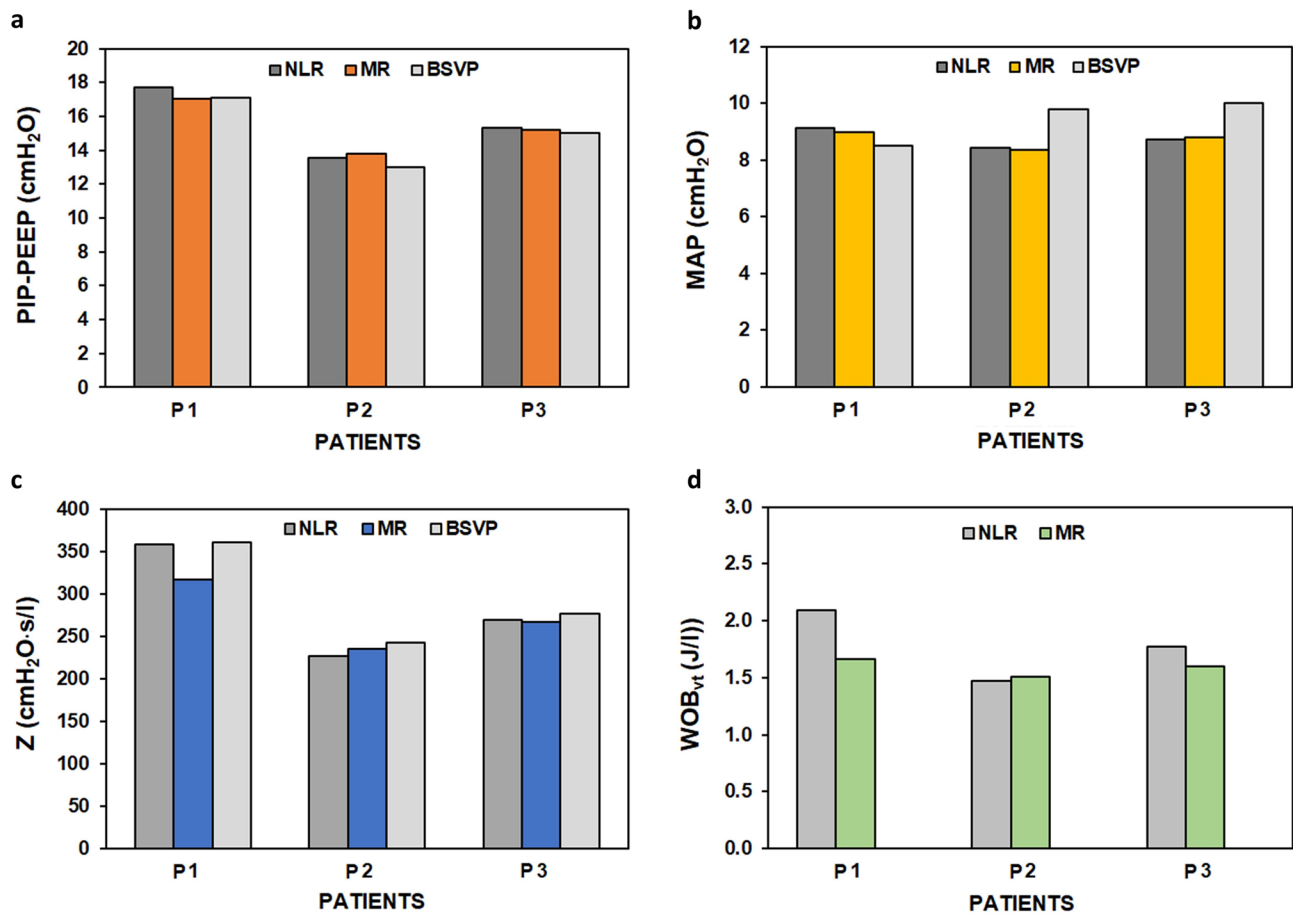 a
20
18
16
14
12
10
8
6
4
2
0
PIP-PEEP (cmH₂O)
NLR MR BSVP
P1 P2 P3
PATIENTS
b
12
10
8
6
4
2
0
MAP (cmH₂O)
NLR MR BSVP
P1 P2 P3
PATIENTS
c
400
350
300
250
200
150
100
50
0
Z (cmH₂O·s/l)
NLR MR BSVP
P1 P2 P3
PATIENTS
d
3.0
2.5
2.0
1.5
1.0
0.5
0.0
WOBvt (J/l))
NLR MR
P1 P2 P3
PATIENTS